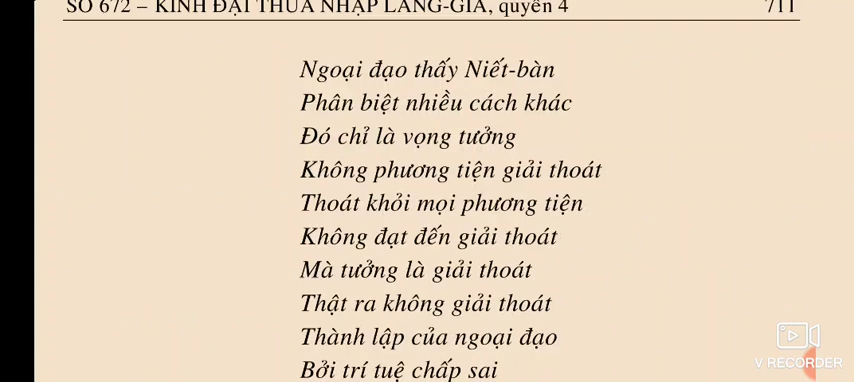 SỐ 672 – KINH ĐẠI THỪA NHẬP LĂNG-GIÀ, quyển 4 711
Ngoại đạo thấy Niết-bàn
Phân biệt nhiều cách khác
Đó chỉ là vọng tưởng
Không phương tiện giải thoát
Thoát khỏi mọi phương tiện
Không đạt đến giải thoát
Mà tưởng là giải thoát
Thật ra không giải thoát
Thành lập của ngoại đạo
Bởi trí tuệ chấp sai
V RECORDER